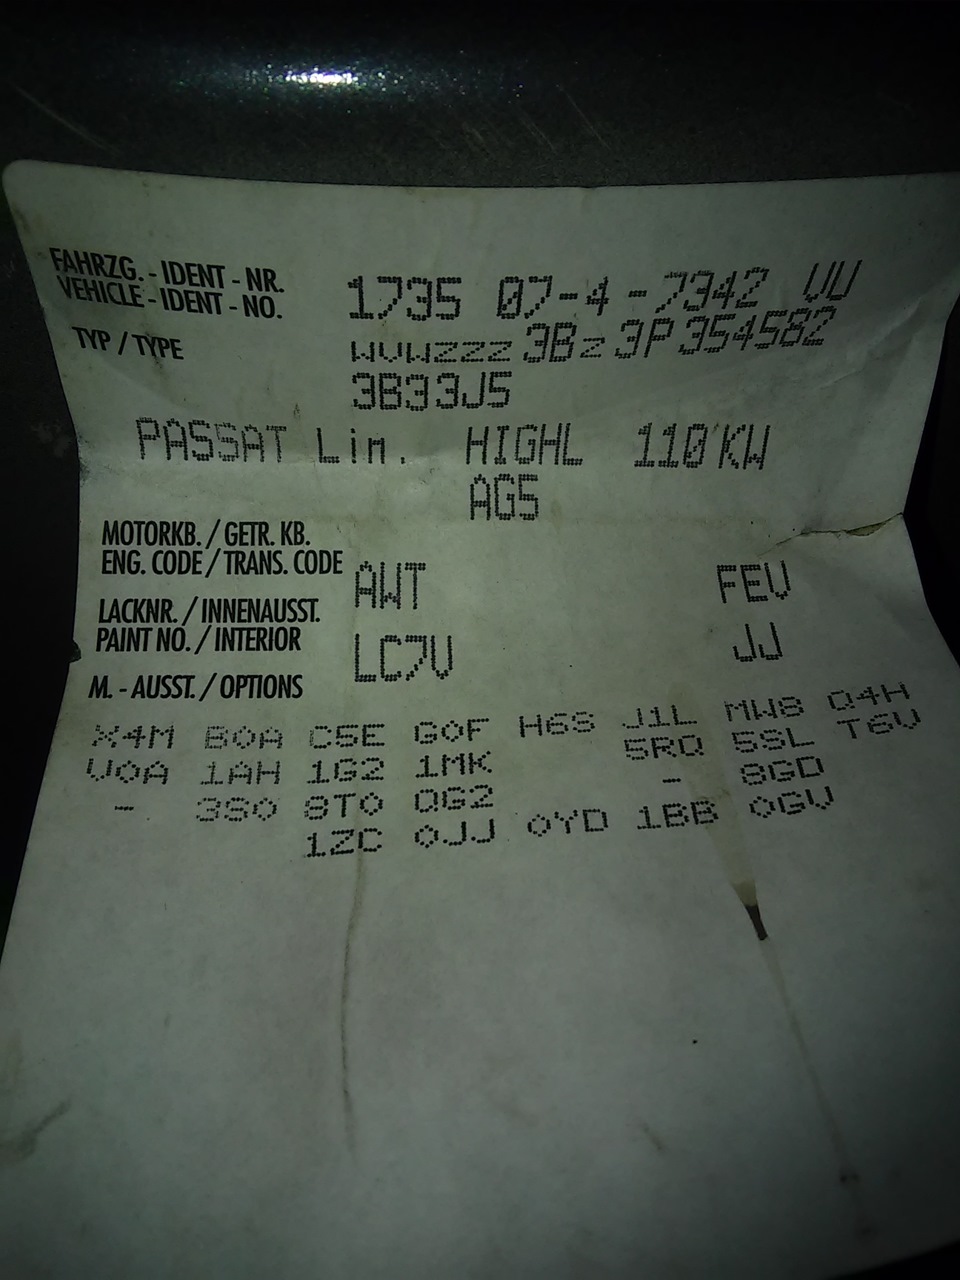 FAHRZG. - IDENT - NR.
VEHICLE - IDENT - NO.
1735 07-4-7342 VU
WVWZZZ3BZ3P354582
TYP / TYPE
3B33J5
PASSAT Lin. HIGHL 110KW
AG5
MOTORKB. / GETR. KB.
ENG. CODE / TRANS. CODE
AWT FEV
LACKNR. / INNENAUSST.
PAINT NO. / INTERIOR
LC7V JJ
M. - AUSST. / OPTIONS
X4M B0A C5E G0F H6S J1L MW8 Q4H
V0A 1AH 1G2 1MK 5RQ 5SL T6V
- 3S0 8T0 QG2 - 8GD
1ZC 0JJ 0YD 1BB 0GV